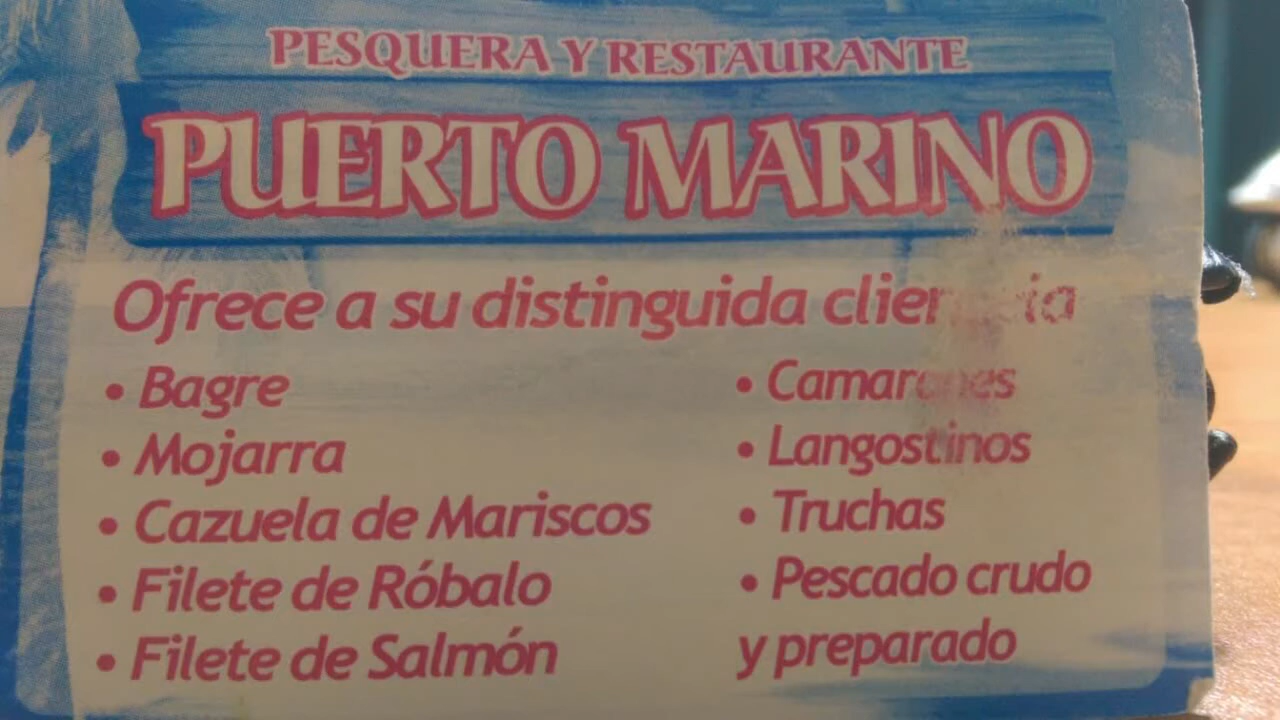 PESQUERA Y RESTAURANTE
PUERTO MARINO
Ofrece a su distinguida clientela
• Bagre
• Mojarra
• Cazuela de Mariscos
• Filete de Róbalo
• Filete de Salmón
• Camarones
• Langostinos
• Truchas
• Pescado crudo
y preparado